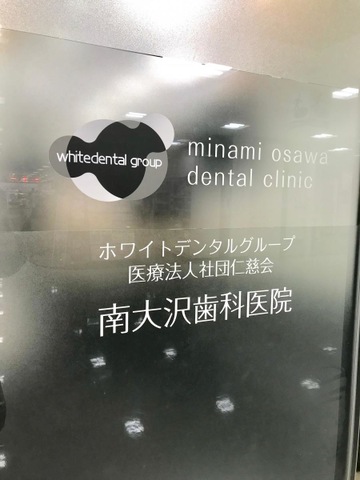 whitedental group
minami osawa
dental clinic
ホワイトデンタルグループ
医療法人社団仁慈会
南大沢歯科医院